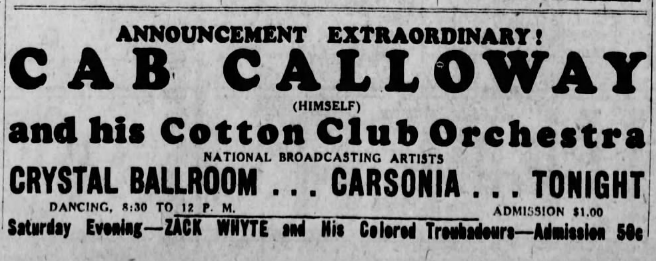 ANNOUNCEMENT EXTRAORDINARY!
CAB CALLOWAY
(HIMSELF)
and his Cotton Club Orchestra
NATIONAL BROADCASTING ARTISTS
CRYSTAL BALLROOM ... CARSONIA ... TONIGHT
DANCING, 8:30 TO 12 P. M. ADMISSION $1.00
Saturday Evening—ZACK WHYTE and His Colored Troubadours—Admission 50c